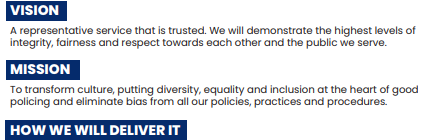 VISION
A representative service that is trusted. We will demonstrate the highest levels of
integrity, fairness and respect towards each other and the public we serve.
MISSION
To transform culture, putting diversity, equality and inclusion at the heart of good
policing and eliminate bias from all our policies, practices and procedures.
HOW WE WILL DELIVER IT